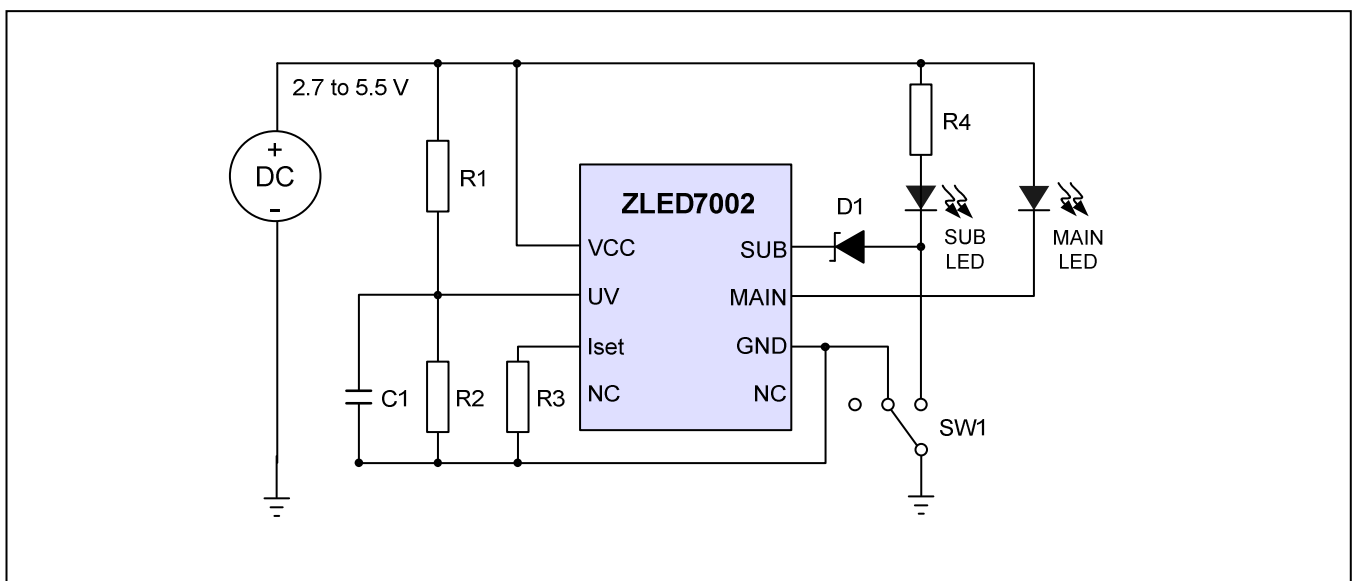 2.7 to 5.5 V
+
DC
-
R1
R4
ZLED7002
D1
VCC
SUB
SUB
LED
MAIN
LED
UV
MAIN
Iset
GND
C1
R2
R3
NC
NC
SW1